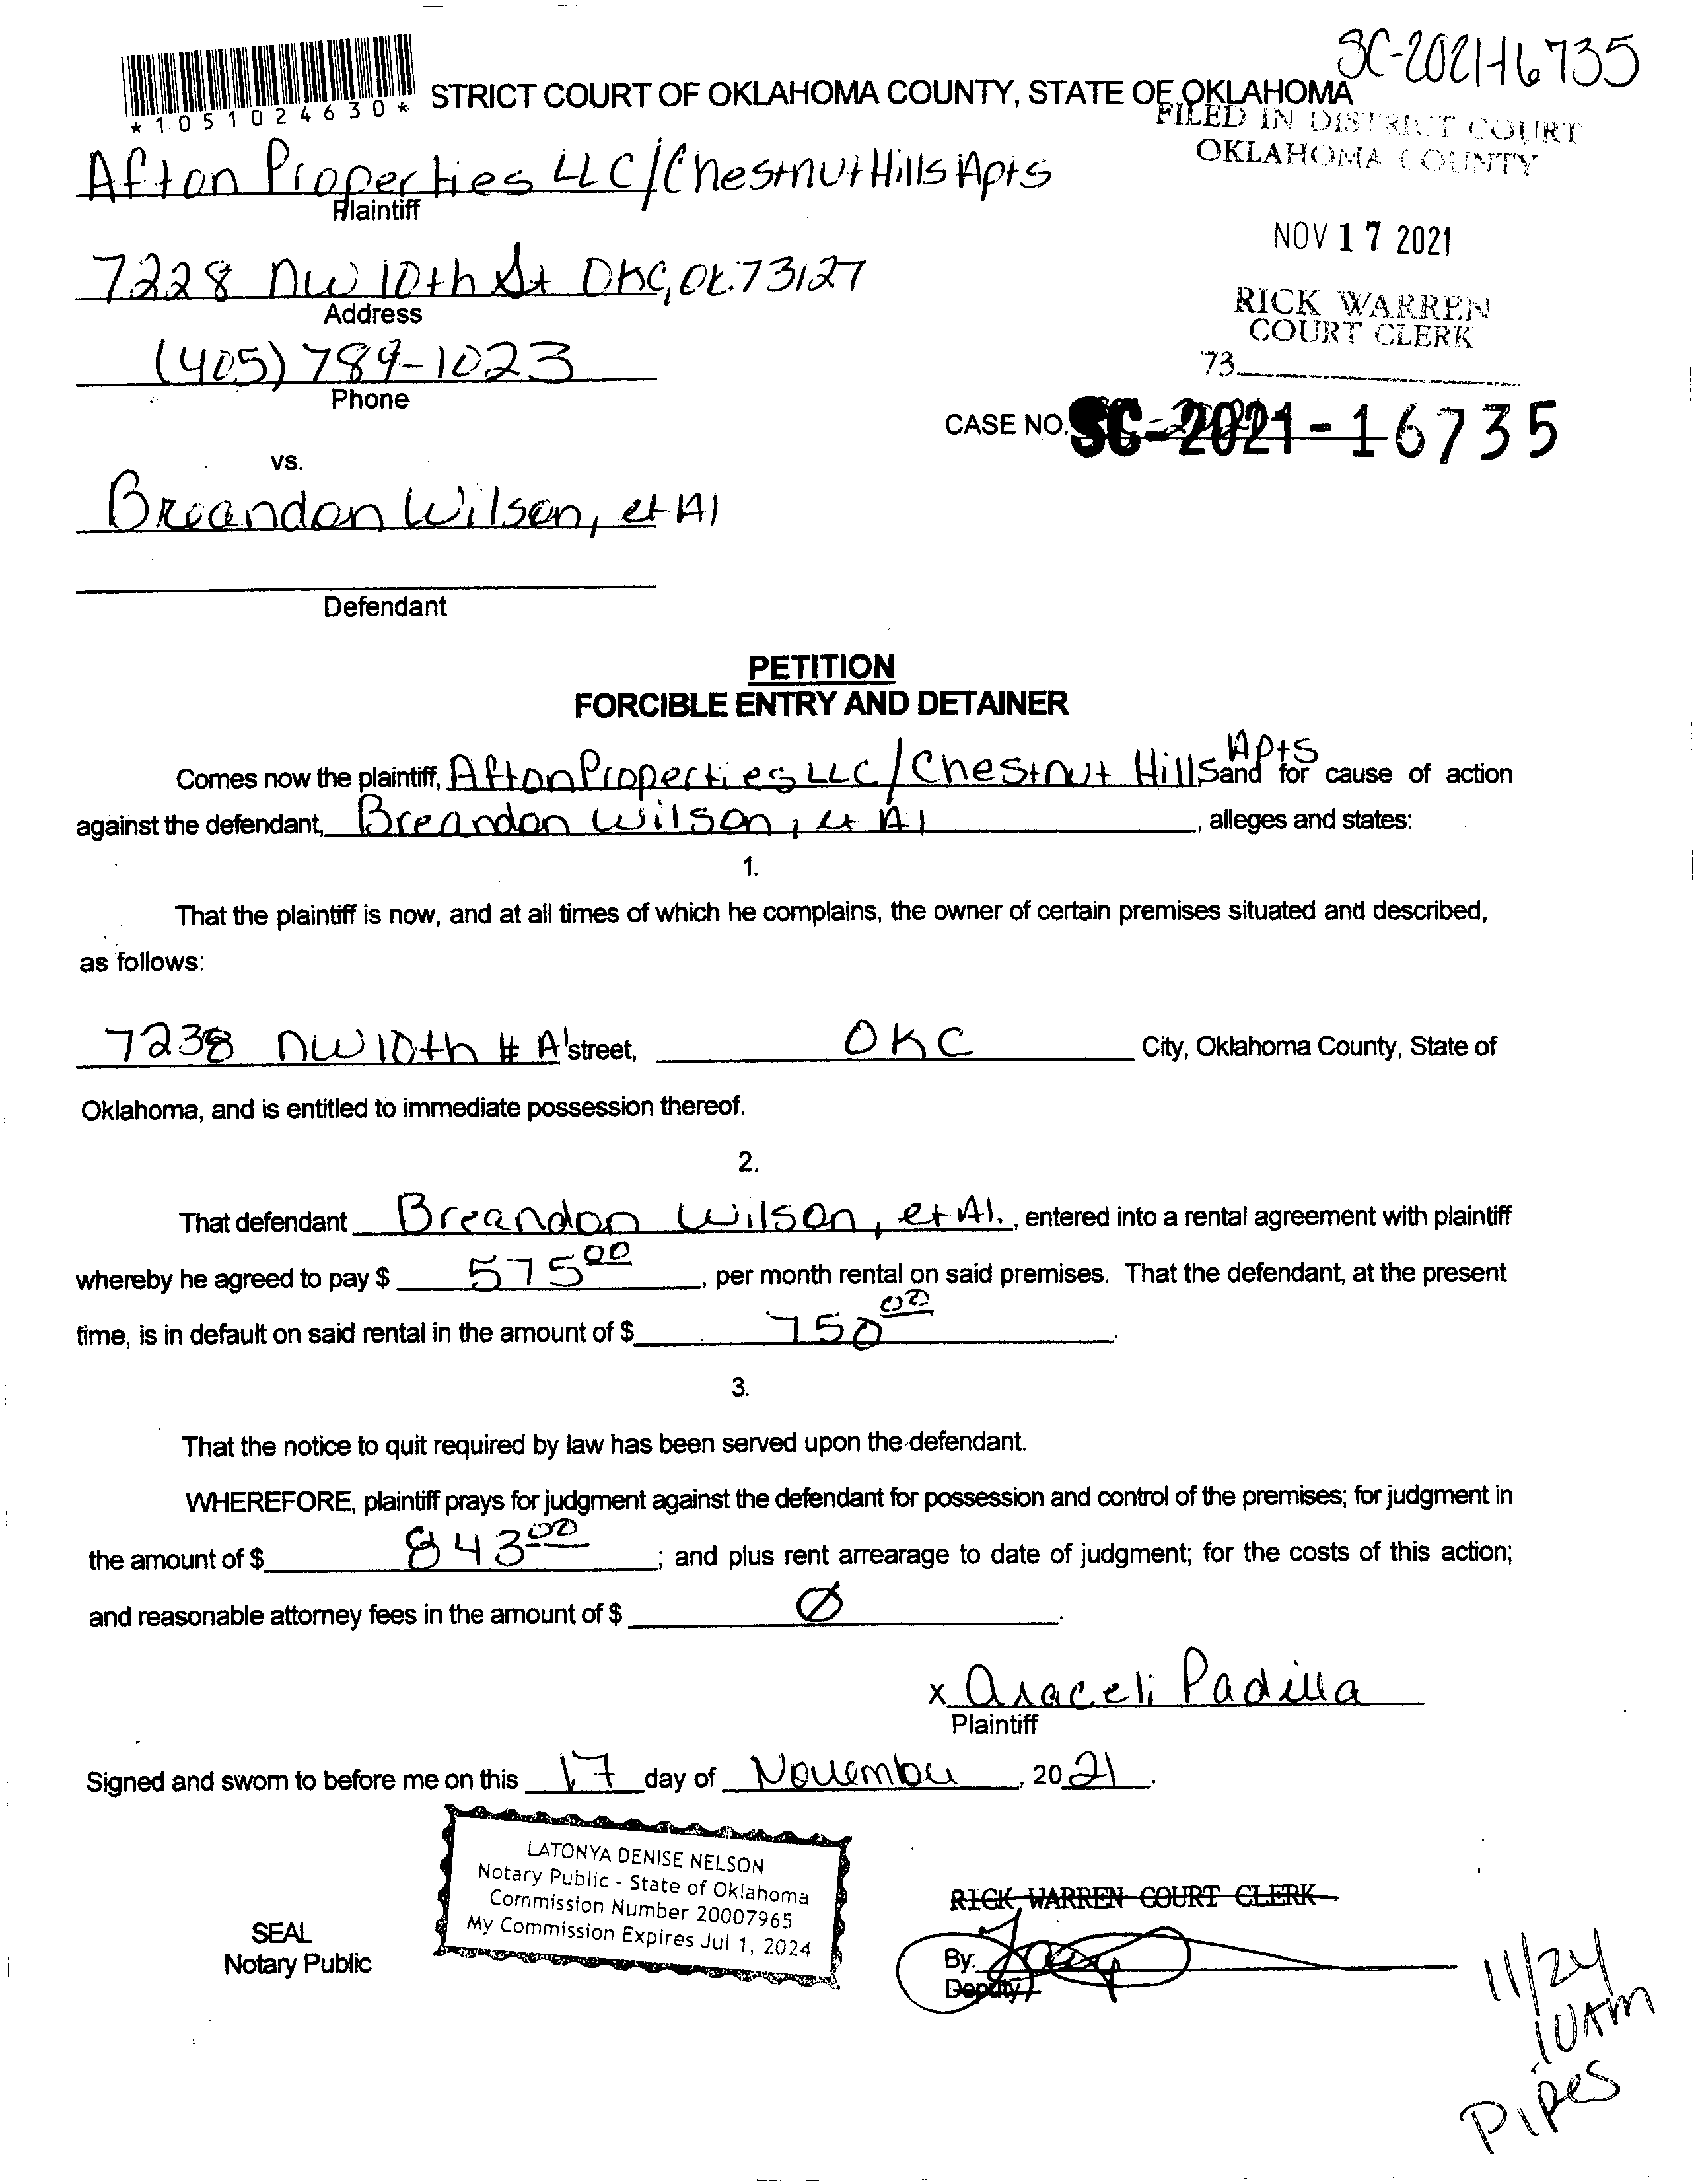 SC-2021-16735
*1051024630*
STRICT COURT OF OKLAHOMA COUNTY, STATE OF OKLAHOMA
FILED IN DISTRICT COURT
OKLAHOMA COUNTY
Afton Properties LLC/Chestnut Hills Apts
Plaintiff
NOV 17 2021
7228 NW 10th St OKC, Ok. 73127
Address
RICK WARREN
COURT CLERK
73
(405) 789-1023
Phone
CASE NO. SC-2021-16735
vs.
Breandon Wilson, et Al
Defendant
PETITION
FORCIBLE ENTRY AND DETAINER
Comes now the plaintiff, Afton Properties LLC/Chestnut Hills Apts and for cause of action
against the defendant, Breandon Wilson, et Al, alleges and states:
1.
That the plaintiff is now, and at all times of which he complains, the owner of certain premises situated and described,
as follows:
7238 NW 10th # A street, OKC City, Oklahoma County, State of
Oklahoma, and is entitled to immediate possession thereof.
2.
That defendant Breandon Wilson, et Al., entered into a rental agreement with plaintiff
whereby he agreed to pay $ 575 00, per month rental on said premises. That the defendant, at the present
time, is in default on said rental in the amount of $ 750 00.
3.
That the notice to quit required by law has been served upon the defendant.
WHEREFORE, plaintiff prays for judgment against the defendant for possession and control of the premises; for judgment in
the amount of $ 843 00; and plus rent arrearage to date of judgment; for the costs of this action;
and reasonable attorney fees in the amount of $ Ø.
x Araceli Padilla
Plaintiff
Signed and sworn to before me on this 17 day of November, 2021.
LATONYA DENISE NELSON
Notary Public - State of Oklahoma
Commission Number 20007965
My Commission Expires Jul 1, 2024
SEAL
Notary Public
RICK WARREN COURT CLERK
By:
Deputy
11/24
10AM
Pipes